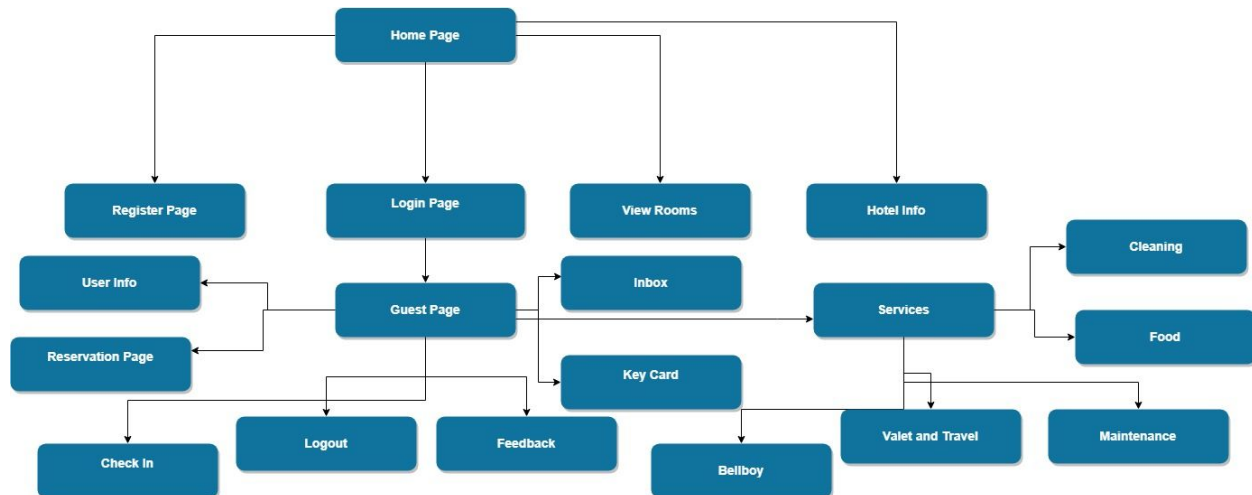 Home Page
Register Page
Login Page
View Rooms
Hotel Info
Cleaning
User Info
Inbox
Guest Page
Services
Reservation Page
Food
Key Card
Check In
Logout
Feedback
Bellboy
Valet and Travel
Maintenance